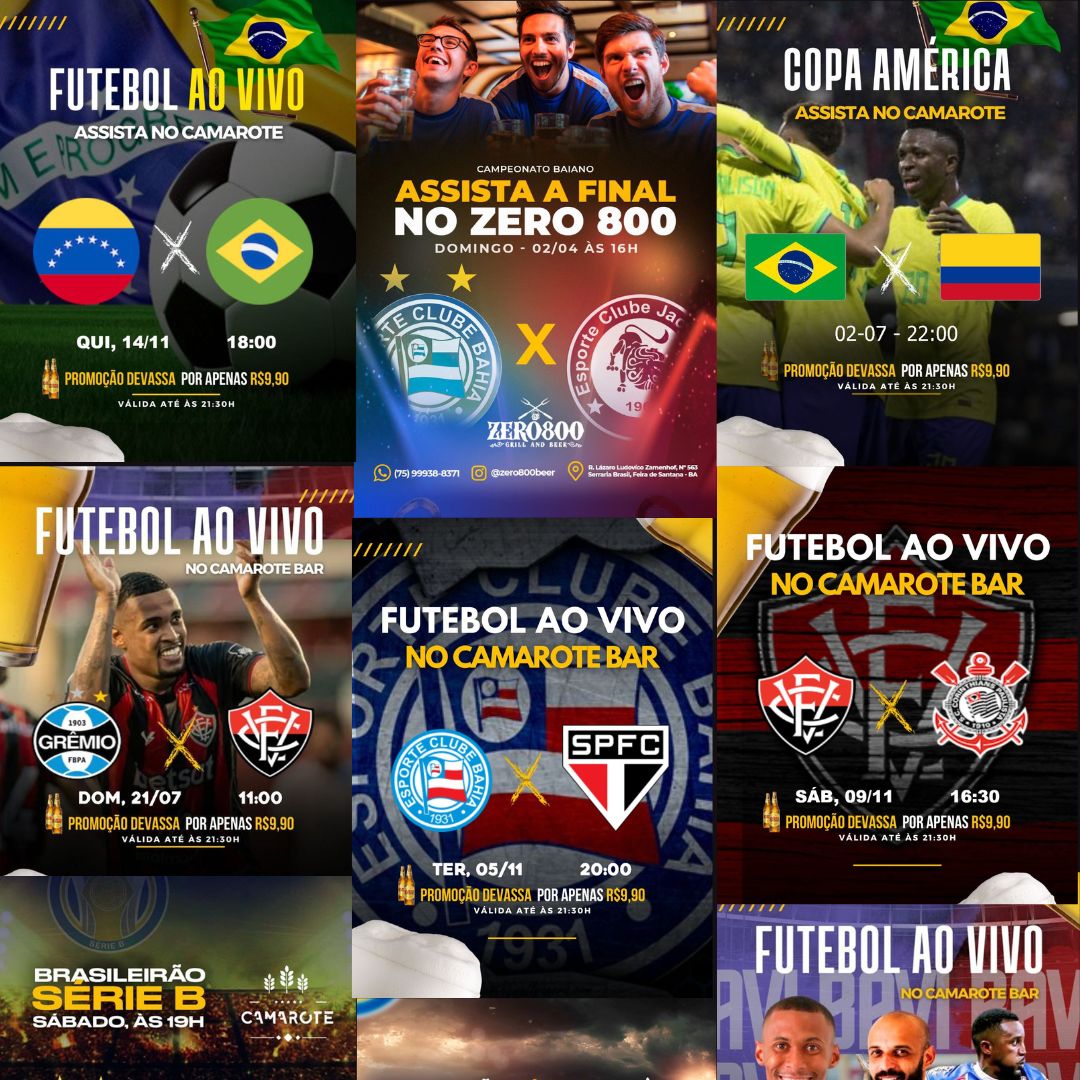 FUTEBOL AO VIVO
ASSISTA NO CAMAROTE
M E PROGRE
X
QUI, 14/11 18:00
PROMOÇÃO DEVASSA POR APENAS R$9,90
VÁLIDA ATÉ ÀS 21:30H
CAMPEONATO BAIANO
ASSISTA A FINAL
NO ZERO 800
DOMINGO - 02/04 ÀS 16H
RTE CLUBE BAHIA
X
Esporte Clube Jac
19
ZERO800
GRILL AND BEER
(75) 99938-8371 @zero800beer R. Lázaro Ludovico Zamenhof, Nº 563
Serraria Brasil, Feira de Santana - BA
COPA AMÉRICA
ASSISTA NO CAMAROTE
X
02-07 - 22:00
PROMOÇÃO DEVASSA POR APENAS R$9,90
VÁLIDA ATÉ ÀS 21:30H
FUTEBOL AO VIVO
NO CAMAROTE BAR
1903
GRÊMIO
FBPA
X
betsat
DOM, 21/07 11:00
PROMOÇÃO DEVASSA POR APENAS R$9,90
VÁLIDA ATÉ ÀS 21:30H
FUTEBOL AO VIVO
NO CAMAROTE BAR
ESPORTE CLUBE BAHIA
1931
X
SPFC
TER, 05/11 20:00
PROMOÇÃO DEVASSA POR APENAS R$9,90
VÁLIDA ATÉ ÀS 21:30H
1931
FUTEBOL AO VIVO
NO CAMAROTE BAR
X
S.C. CORINTHIANS PAULISTA
1910
SÁB, 09/11 16:30
PROMOÇÃO DEVASSA POR APENAS R$9,90
VÁLIDA ATÉ ÀS 21:30H
SÉRIE B
BRASILEIRÃO
SÉRIE B
SÁBADO, ÀS 19H
CAMAROTE
FUTEBOL AO VIVO
NO CAMAROTE BAR